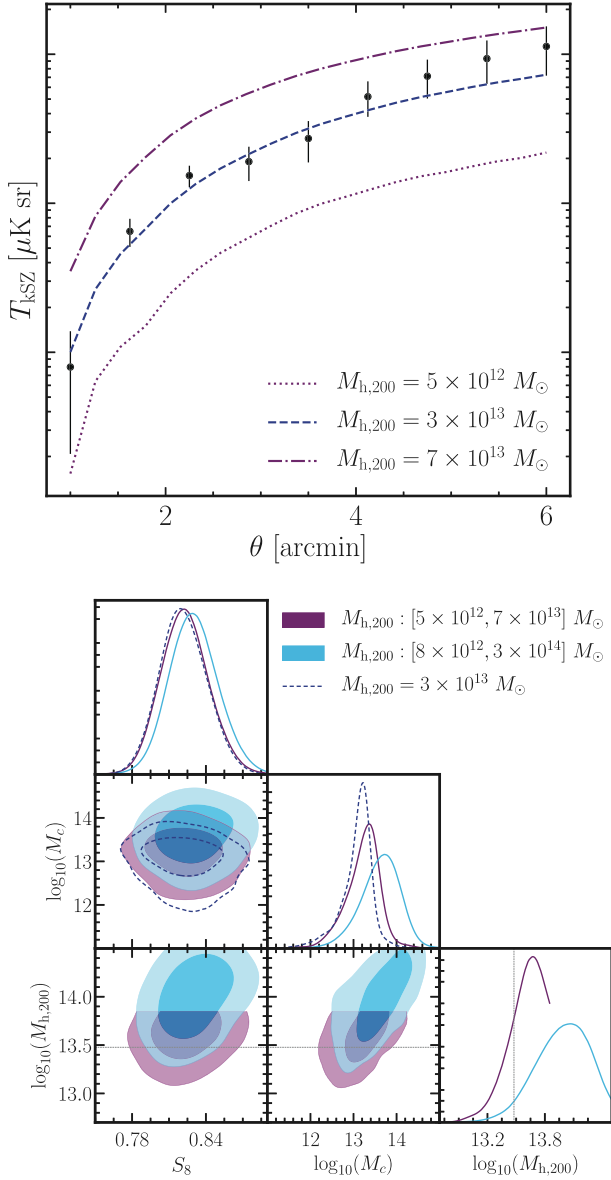 T_kSZ [μK sr]
M_h,200 = 5 × 10^12 M_⊙
M_h,200 = 3 × 10^13 M_⊙
M_h,200 = 7 × 10^13 M_⊙
2 4 6
θ [arcmin]
M_h,200 : [5 × 10^12, 7 × 10^13] M_⊙
M_h,200 : [8 × 10^12, 3 × 10^14] M_⊙
M_h,200 = 3 × 10^13 M_⊙
log_10(M_c)
14
13
12
log_10(M_h,200)
14.0
13.5
13.0
0.78 0.84
12 13 14
13.2 13.8
S_8
log_10(M_c)
log_10(M_h,200)